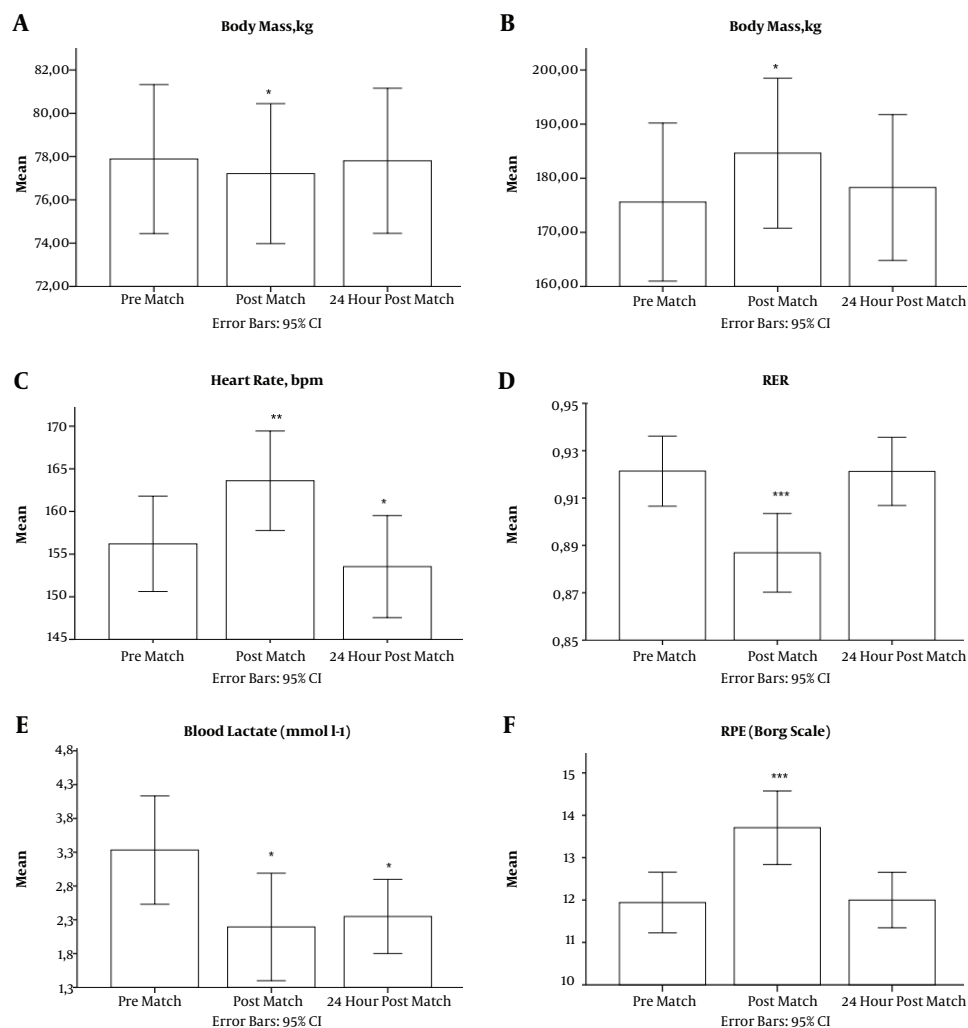 A
Body Mass,kg
Mean
82,00
80,00
78,00
76,00
74,00
72,00
*
Pre Match Post Match 24 Hour Post Match
Error Bars: 95% CI
B
Body Mass,kg
Mean
200,00
190,00
180,00
170,00
160,00
*
Pre Match Post Match 24 Hour Post Match
Error Bars: 95% CI
C
Heart Rate, bpm
Mean
170
165
160
155
150
145
**
*
Pre Match Post Match 24 Hour Post Match
Error Bars: 95% CI
D
RER
Mean
0,95
0,93
0,91
0,89
0,87
0,85
***
Pre Match Post Match 24 Hour Post Match
Error Bars: 95% CI
E
Blood Lactate (mmol l-1)
Mean
4,8
4,3
3,8
3,3
2,8
2,3
1,8
1,3
* *
Pre Match Post Match 24 Hour Post Match
Error Bars: 95% CI
F
RPE (Borg Scale)
Mean
15
14
13
12
11
10
***
Pre Match Post Match 24 Hour Post Match
Error Bars: 95% CI